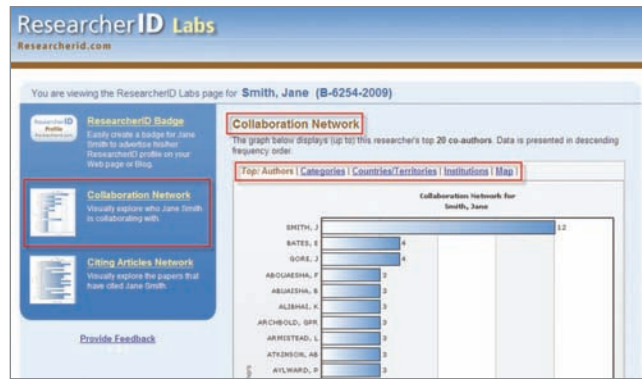 ResearcherID Labs
Researcherid.com
You are viewing the ResearcherID Labs page for Smith, Jane (B-6254-2009)
ResearcherID
Profile
Researcherid.com
ResearcherID Badge
Easily create a badge for Jane
Smith to advertise his/her
ResearcherID profile on your
Web page or Blog.
Collaboration Network
Visually explore who Jane Smith
is collaborating with.
Citing Articles Network
Visually explore the papers that
have cited Jane Smith.
Provide Feedback
Collaboration Network
The graph below displays (up to) this researcher's top 20 co-authors. Data is presented in descending
frequency order.
Top: Authors | Categories | Countries/Territories | Institutions | Map |
Collaboration Network for
Smith, Jane
SMITH, J 12
BATES, E 4
GORE, J 4
ABOUAESHA, F 3
ABUAISHA, B 3
ALIBHAI, K 3
ARCHBOLD, GPR 3
ARMISTEAD, L 3
ATKINSON, AB 3
AYLWARD, P 3